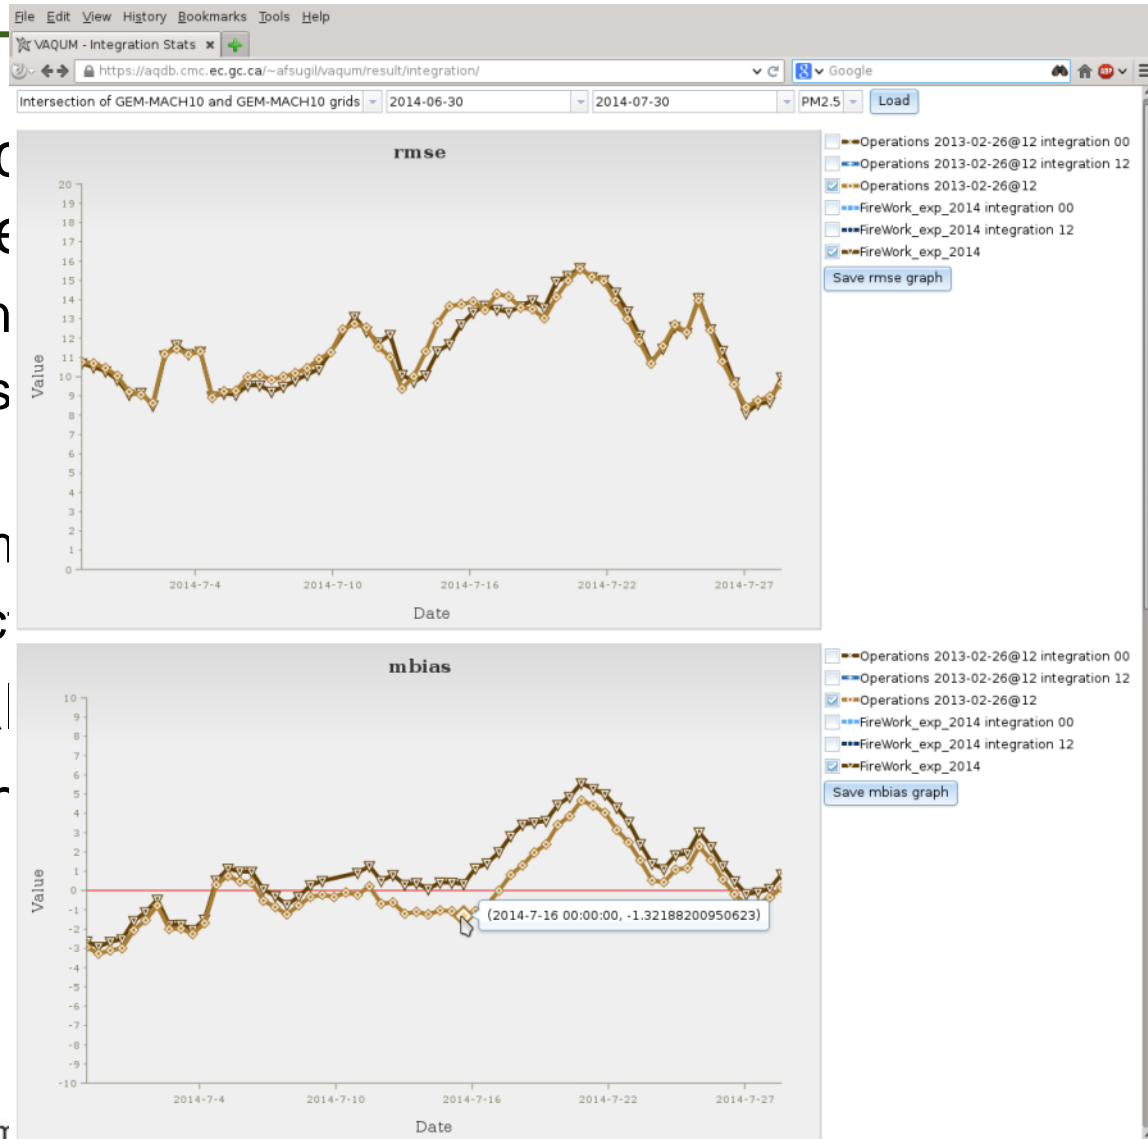 File Edit View History Bookmarks Tools Help
VAQUM - Integration Stats
https://aqdb.cmc.ec.gc.ca/~afsugil/vaqum/result/integration/ Google
Intersection of GEM-MACH10 and GEM-MACH10 grids 2014-06-30 2014-07-30 PM2.5 Load
rmse
20
19
18
17
16
15
14
13
12
11
10
9
8
7
6
5
4
3
2
1
0
Value
2014-7-4 2014-7-10 2014-7-16 2014-7-22 2014-7-27
Date
Operations 2013-02-26@12 integration 00
Operations 2013-02-26@12 integration 12
Operations 2013-02-26@12
FireWork_exp_2014 integration 00
FireWork_exp_2014 integration 12
FireWork_exp_2014
Save rmse graph
mbias
10
9
8
7
6
5
4
3
2
1
0
-1
-2
-3
-4
-5
-6
-7
-8
-9
-10
Value
(2014-7-16 00:00:00, -1.32188200950623)
2014-7-4 2014-7-10 2014-7-16 2014-7-22 2014-7-27
Date
Operations 2013-02-26@12 integration 00
Operations 2013-02-26@12 integration 12
Operations 2013-02-26@12
FireWork_exp_2014 integration 00
FireWork_exp_2014 integration 12
FireWork_exp_2014
Save mbias graph